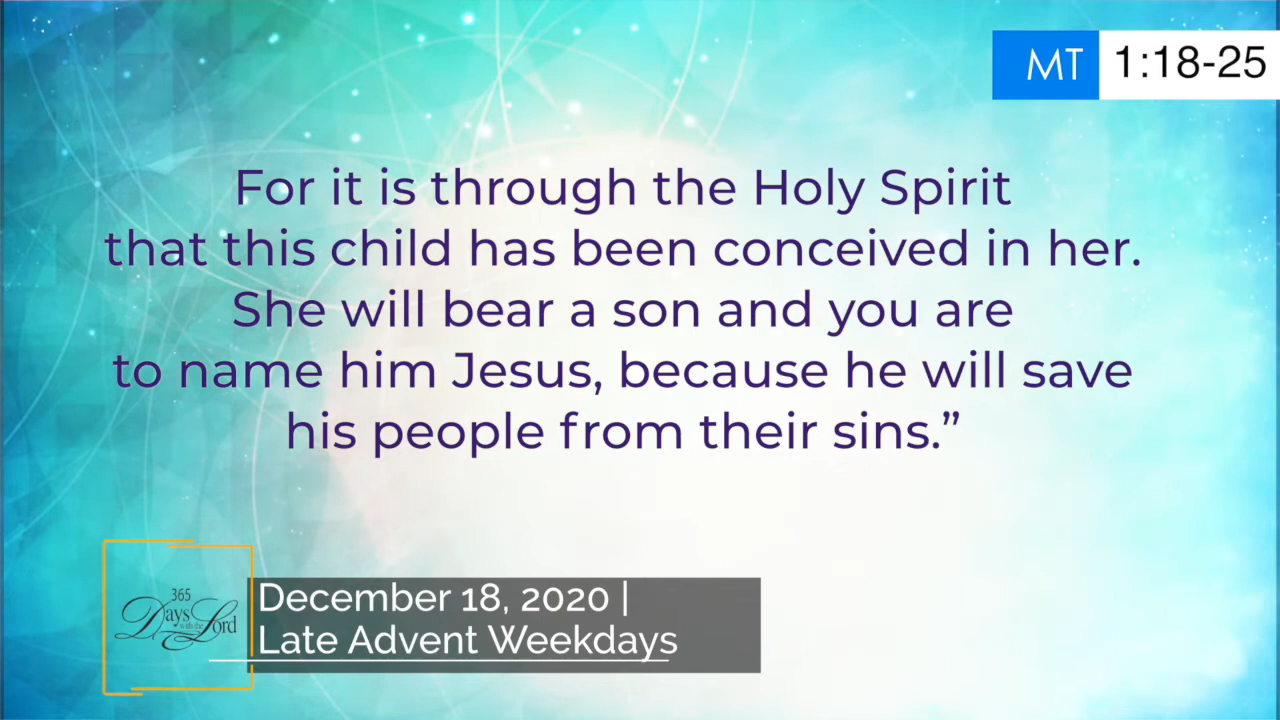 MT 1:18-25
For it is through the Holy Spirit
that this child has been conceived in her.
She will bear a son and you are
to name him Jesus, because he will save
his people from their sins.”
365
Days with the Lord
December 18, 2020 |
Late Advent Weekdays